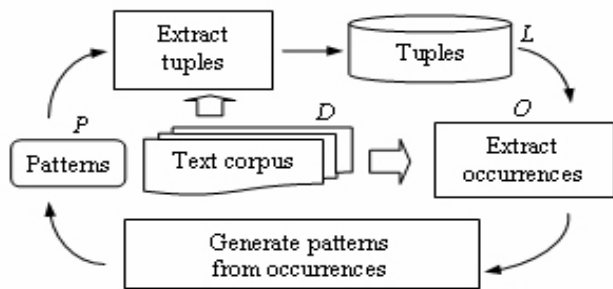 Extract
tuples
Tuples
L
P
D
O
Patterns
Text corpus
Extract
occurrences
Generate patterns
from occurrences